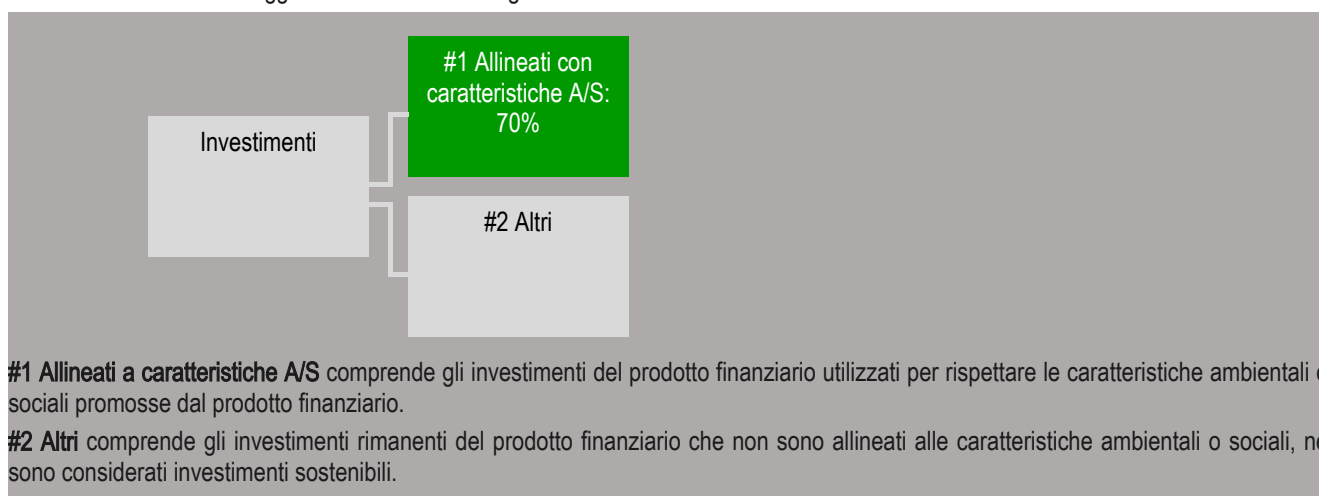 #1 Allineati con
caratteristiche A/S:
70%
Investimenti
#2 Altri
#1 Allineati a caratteristiche A/S comprende gli investimenti del prodotto finanziario utilizzati per rispettare le caratteristiche ambientali
sociali promosse dal prodotto finanziario.
#2 Altri comprende gli investimenti rimanenti del prodotto finanziario che non sono allineati alle caratteristiche ambientali o sociali,
sono considerati investimenti sostenibili.